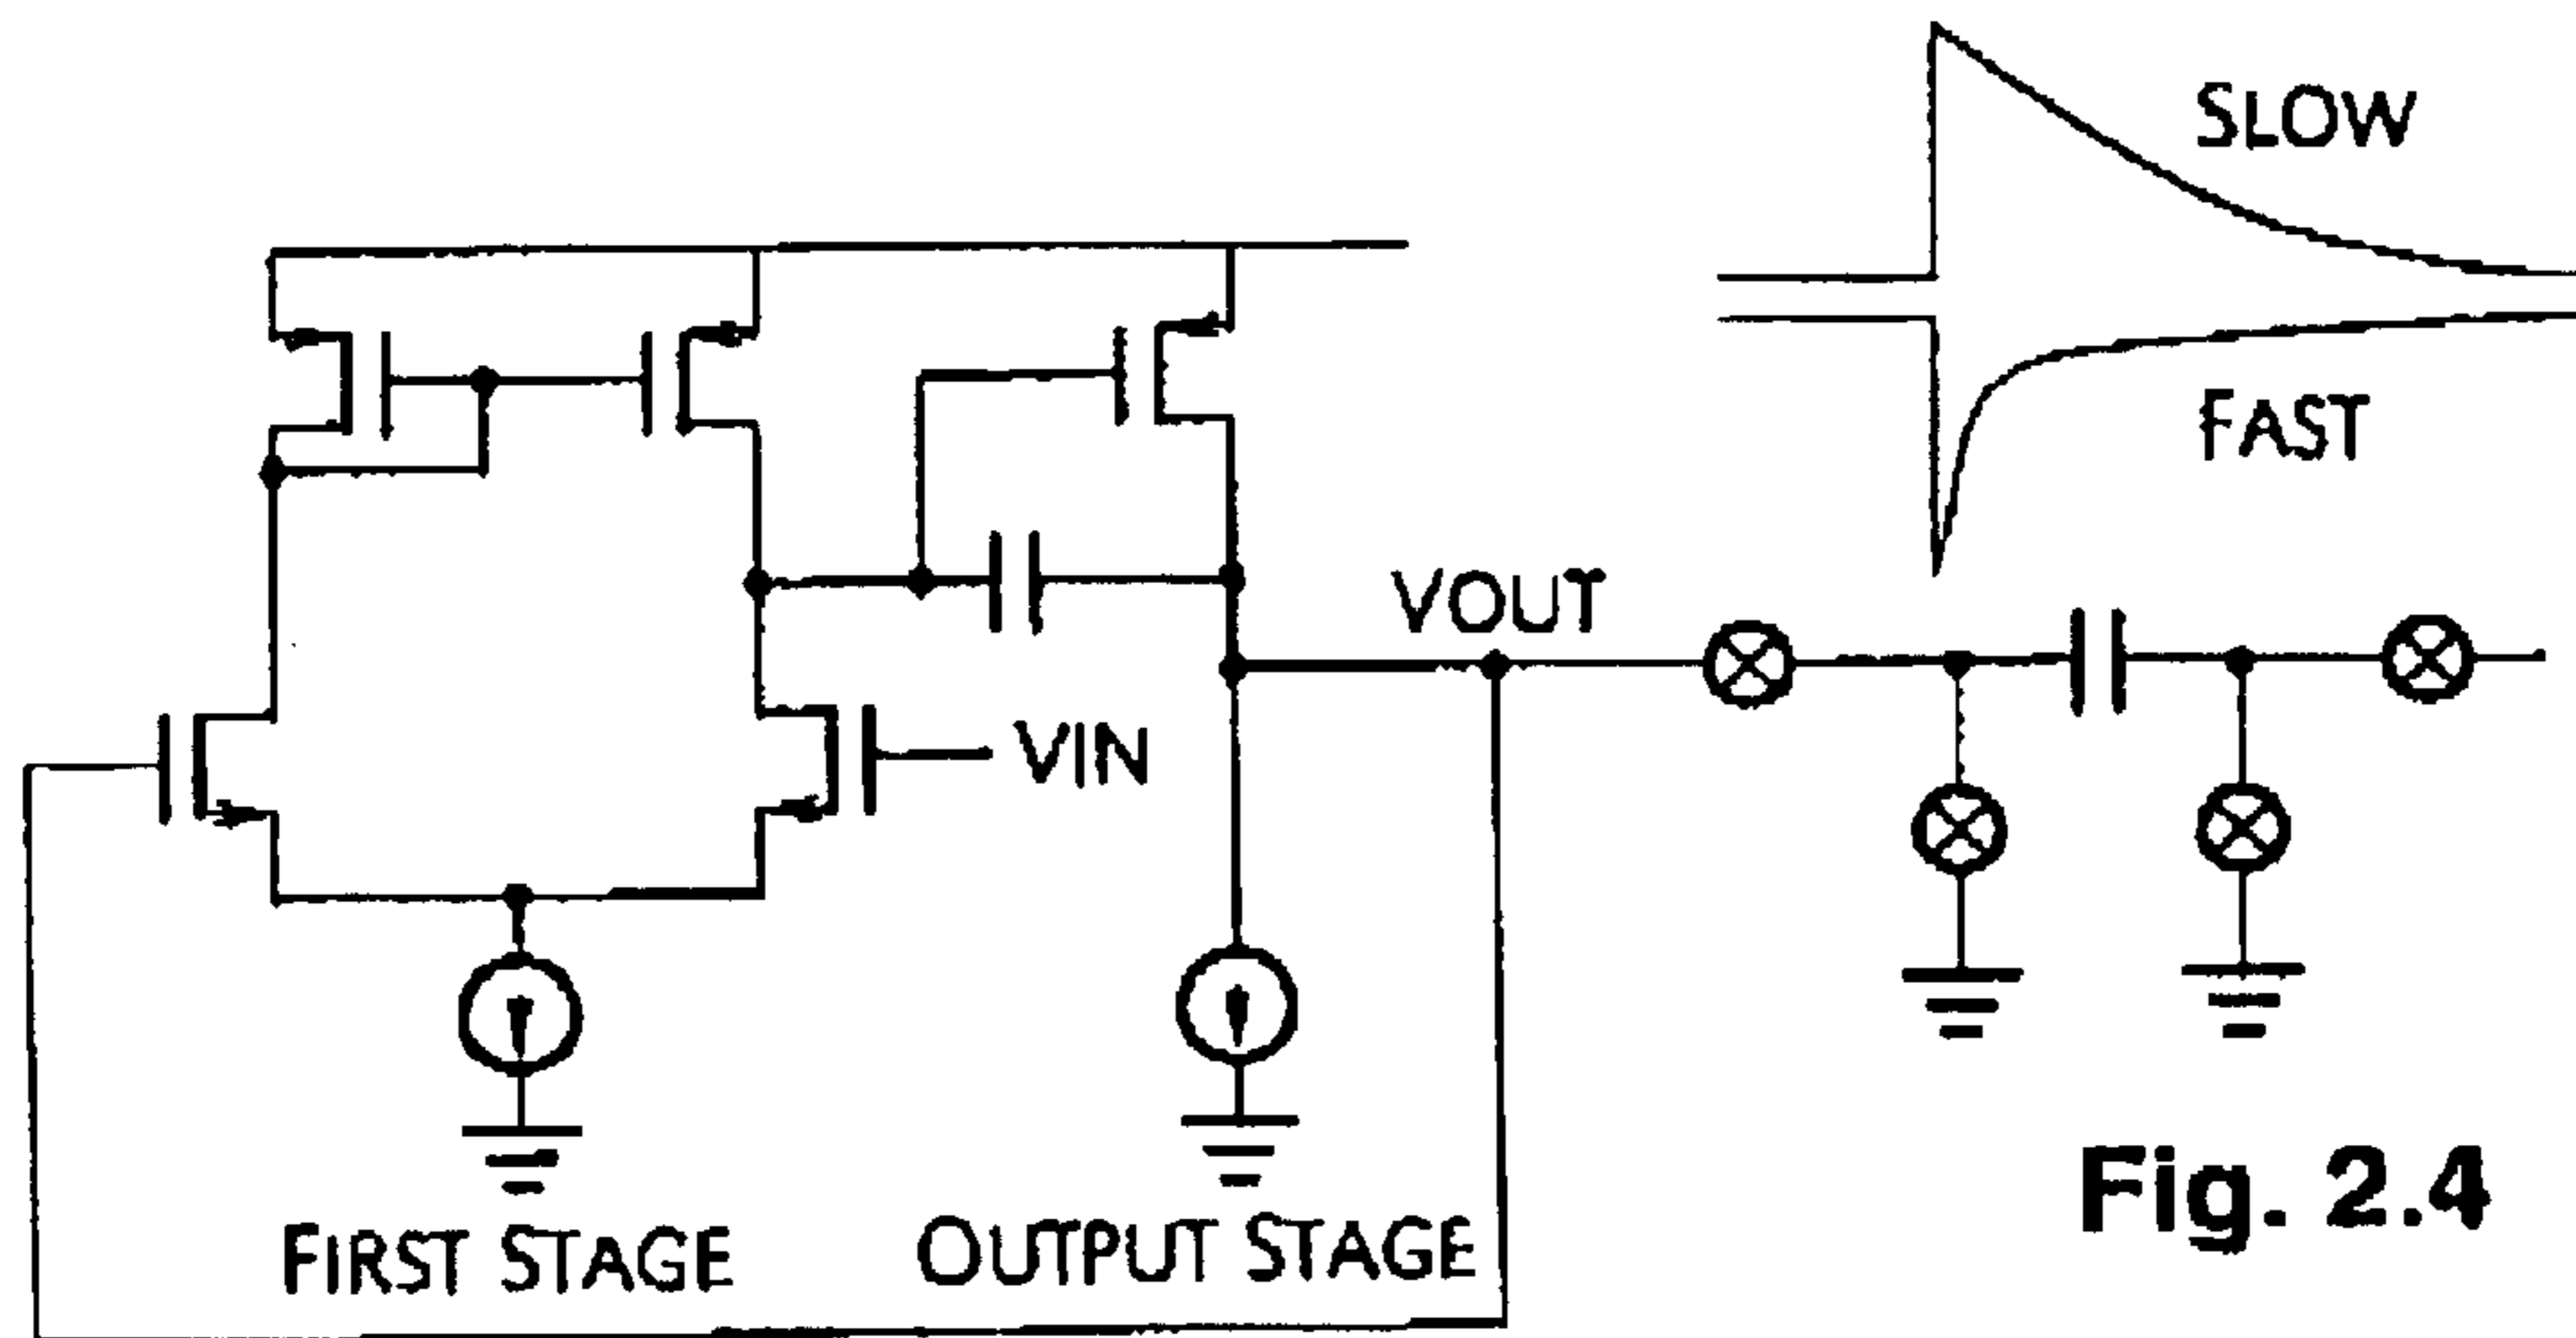 SLOW
FAST
VOUT
VIN
FIRST STAGE
OUTPUT STAGE
Fig. 2.4